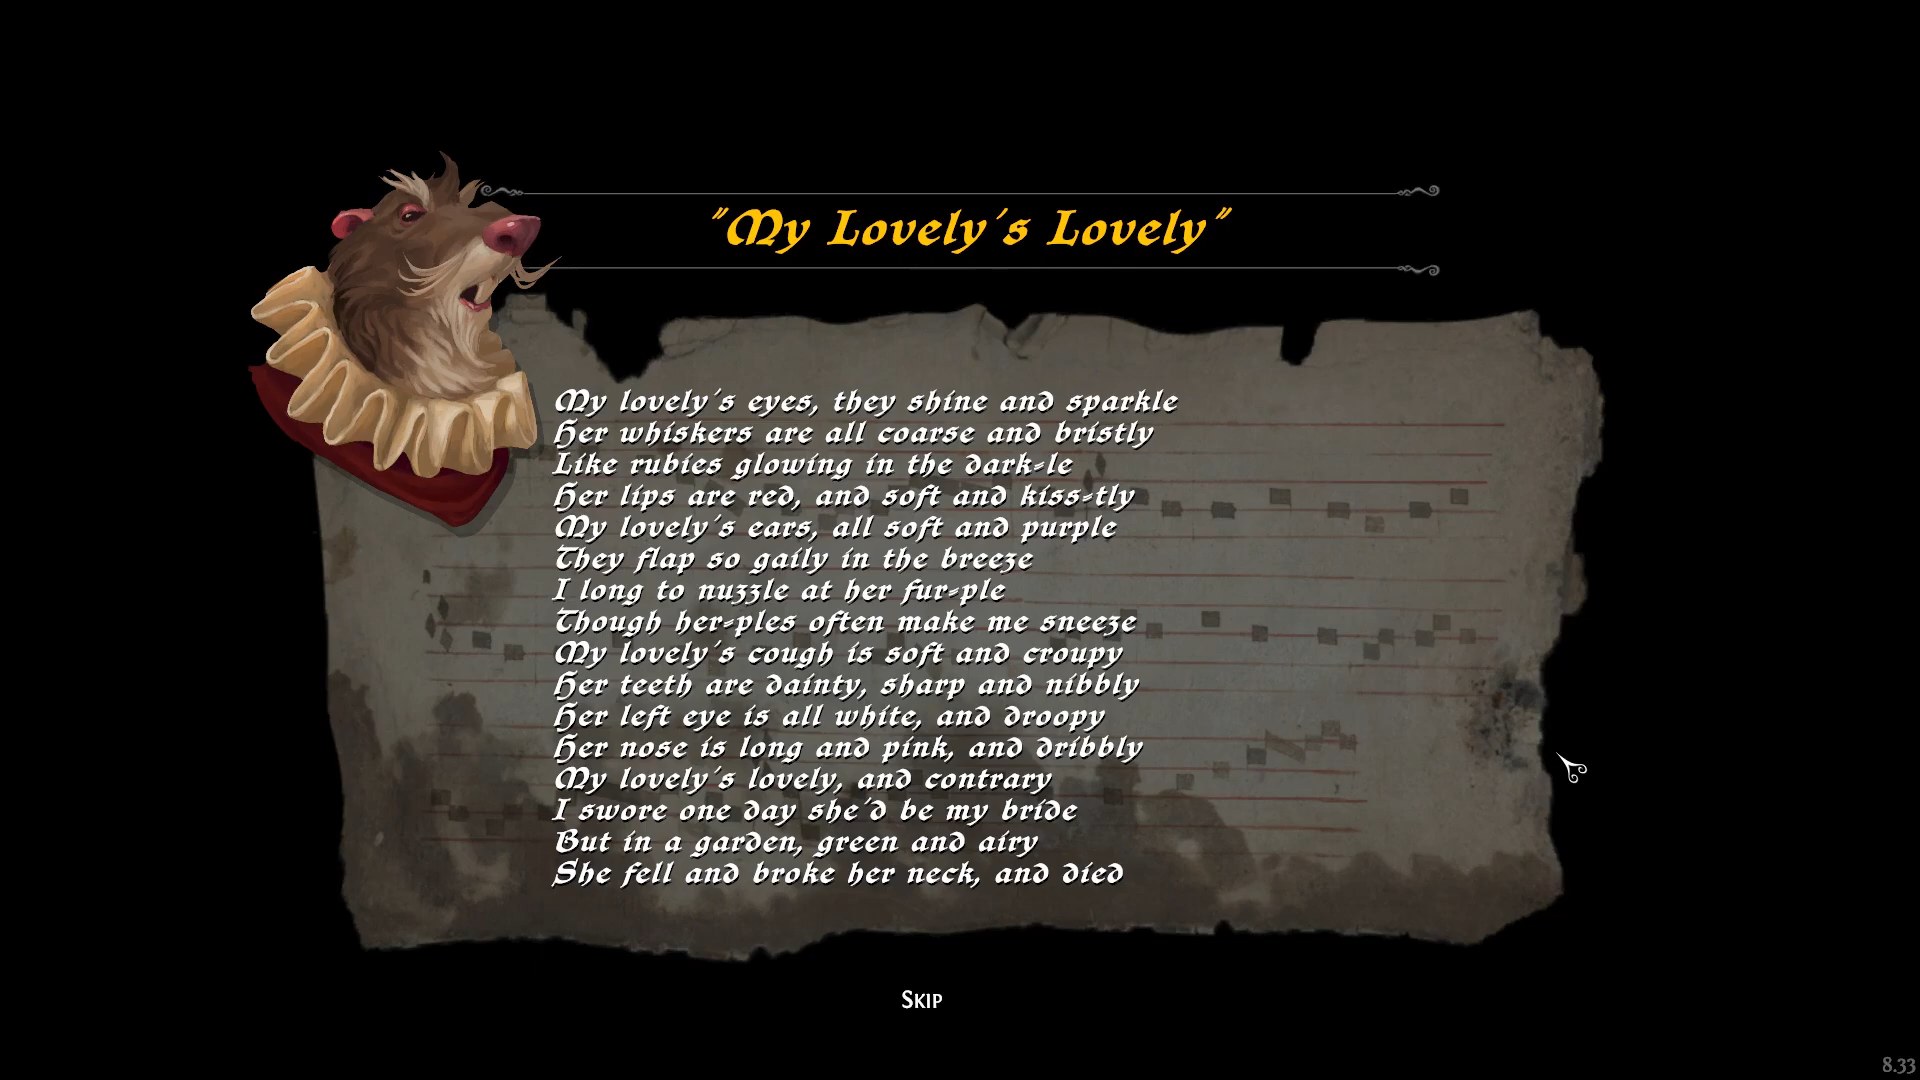 "My Lovely's Lovely"
My lovely's eyes, they shine and sparkle
Her whiskers are all coarse and bristly
Like rubies glowing in the dark-le
Her lips are red, and soft and kiss-tly
My lovely's ears, all soft and purple
They flap so gaily in the breeze
I long to nuzzle at her fur-ple
Though her-ples often make me sneeze
My lovely's cough is soft and croupy
Her teeth are dainty, sharp and nibbly
Her left eye is all white, and droopy
Her nose is long and pink, and dribbly
My lovely's lovely, and contrary
I swore one day she'd be my bride
But in a garden, green and airy
She fell and broke her neck, and died
Skip
8.33